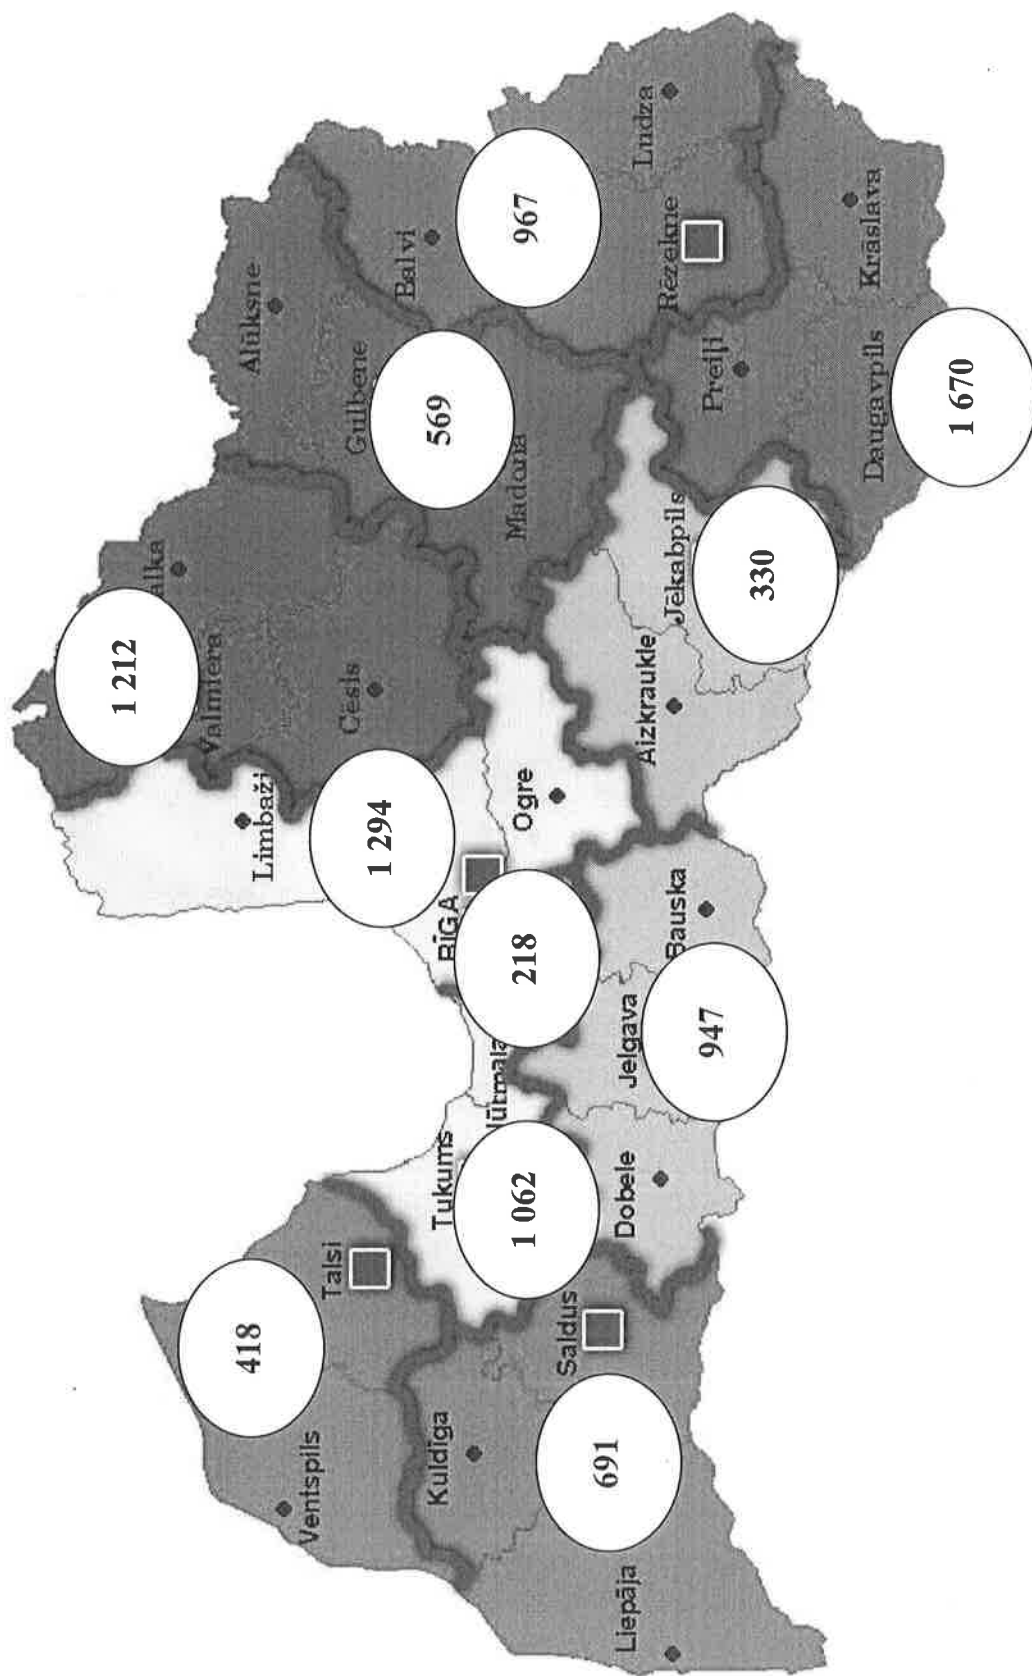 Ventspils
418
Talsi
Kuldīga
Liepāja
691
Saldus
Tukums
1 062
Jūrmala
Dobele
Jelgava
947
Bauska
RĪGA
218
1 294
Limbaži
Ogre
1 212
Valmiera
Cēsis
Alūksne
Gulbene
569
Madona
Aizkraukle
Jēkabpils
330
Balvi
967
Ludza
Rēzekne
Preiļi
Krāslava
Daugavpils
1 670